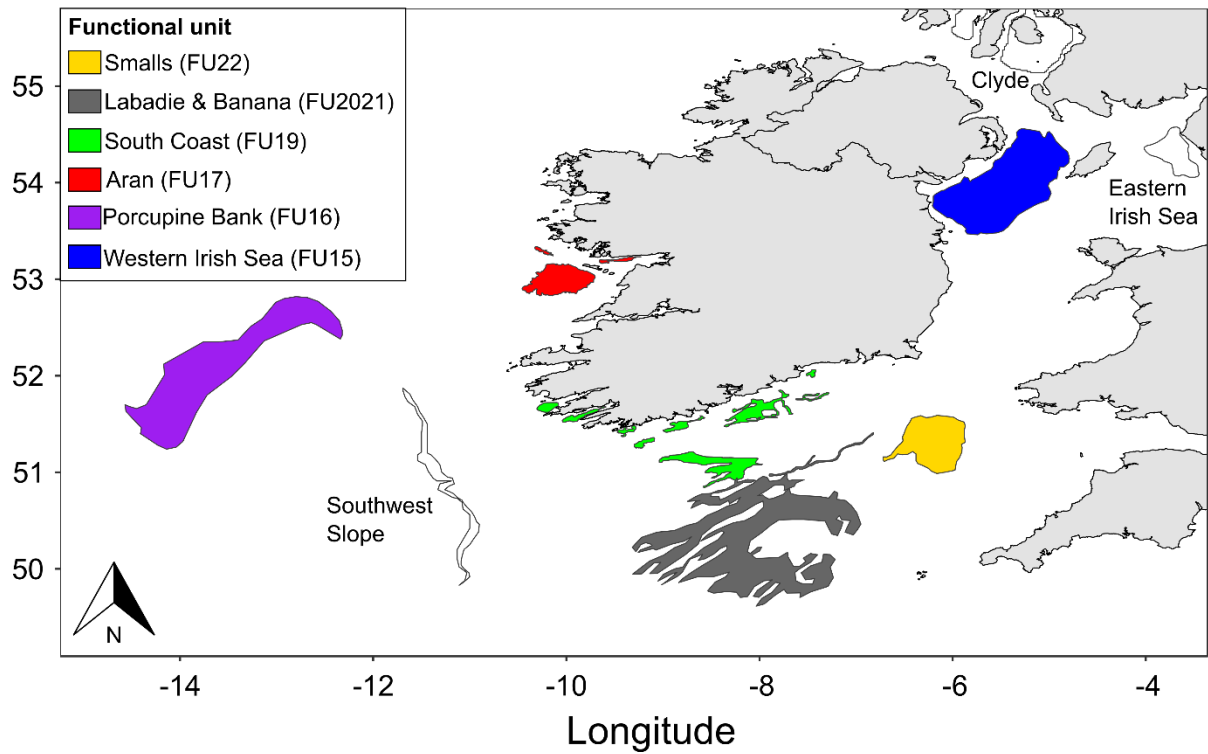 Functional unit
Smalls (FU22)
Labadie & Banana (FU2021)
South Coast (FU19)
Aran (FU17)
Porcupine Bank (FU16)
Western Irish Sea (FU15)
Clyde
Eastern
Irish Sea
Southwest
Slope
N
55
54
53
52
51
50
-14
-12
-10
-8
-6
-4
Longitude